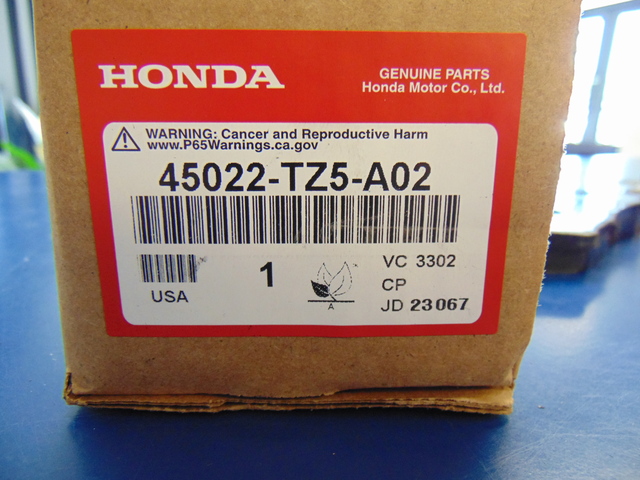 HONDA
GENUINE PARTS
Honda Motor Co., Ltd.
WARNING: Cancer and Reproductive Harm
www.P65Warnings.ca.gov
45022-TZ5-A02
USA
1
A
VC 3302
CP
JD 23067